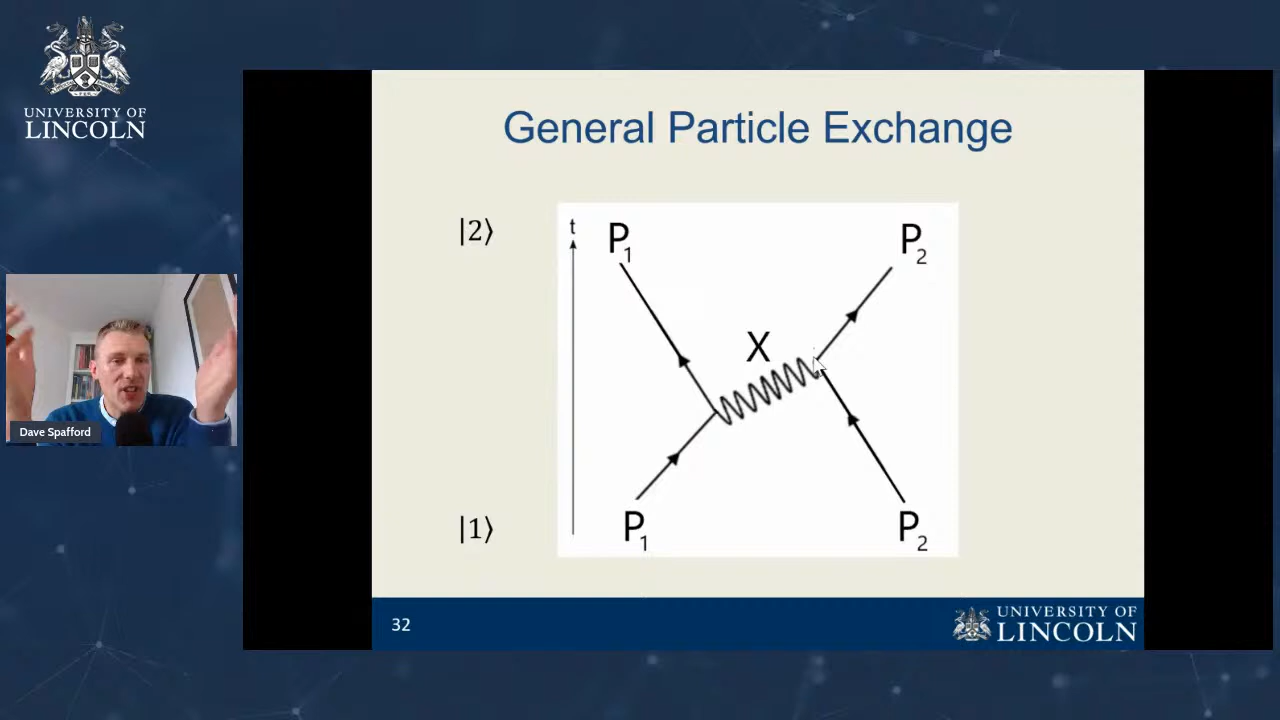 UNIVERSITY OF
LINCOLN
General Particle Exchange
|2⟩
t
P1
P2
X
Dave Spafford
|1⟩
P1
P2
32
UNIVERSITY OF
LINCOLN